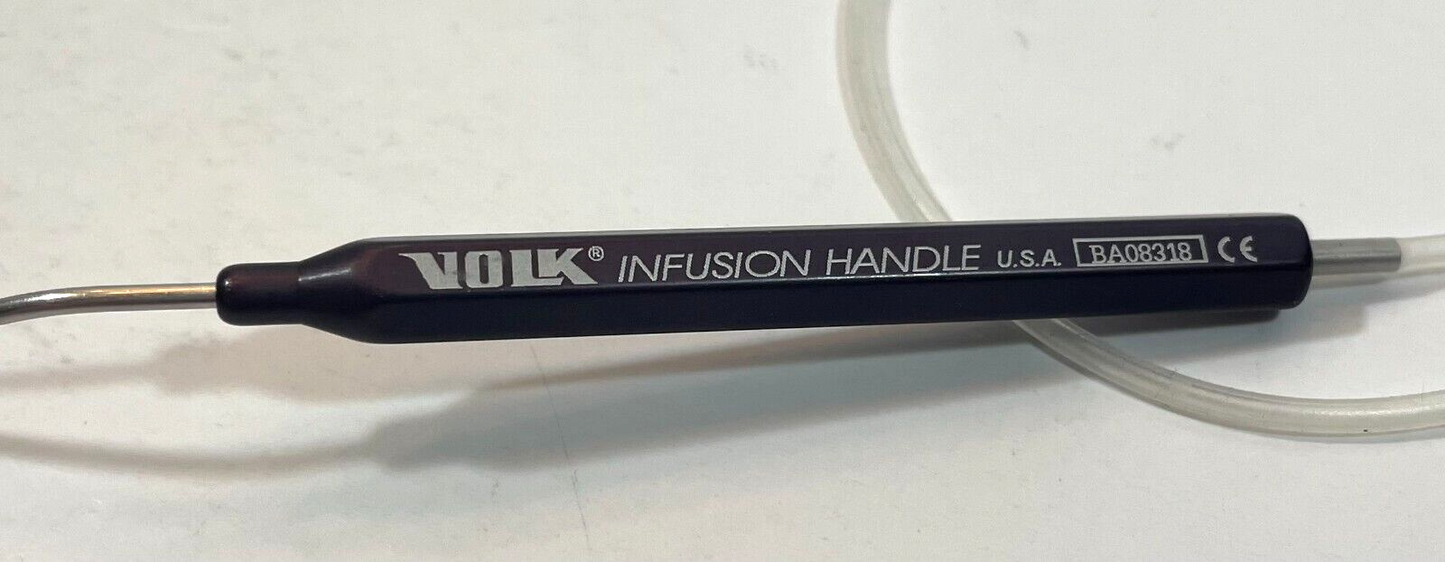 VOLK® INFUSION HANDLE U.S.A. BA08318 CE